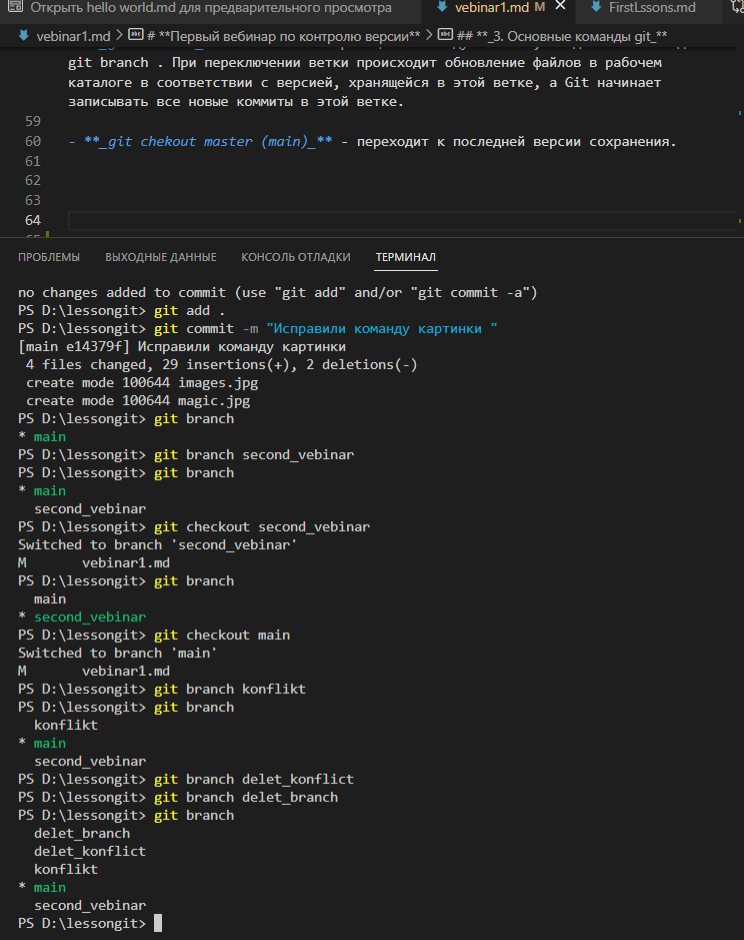 Открыть hello world.md для предварительного просмотра
vebinar1.md M
FirstLssons.md
vebinar1.md > # **Первый вебинар по контролю версии** > ## **_3. Основные команды git_**
git branch . При переключении ветки происходит обновление файлов в рабочем
каталоге в соответствии с версией, хранящейся в этой ветке, а Git начинает
записывать все новые коммиты в этой ветке.
59
60 - **_git chekout master (main)_** - переходит к последней версии сохранения.
61
62
63
64
ПРОБЛЕМЫ ВЫХОДНЫЕ ДАННЫЕ КОНСОЛЬ ОТЛАДКИ ТЕРМИНАЛ
no changes added to commit (use "git add" and/or "git commit -a")
PS D:\lessongit> git add .
PS D:\lessongit> git commit -m "Исправили команду картинки "
[main e14379f] Исправили команду картинки
4 files changed, 29 insertions(+), 2 deletions(-)
create mode 100644 images.jpg
create mode 100644 magic.jpg
PS D:\lessongit> git branch
* main
PS D:\lessongit> git branch second_vebinar
PS D:\lessongit> git branch
* main
second_vebinar
PS D:\lessongit> git checkout second_vebinar
Switched to branch 'second_vebinar'
M vebinar1.md
PS D:\lessongit> git branch
main
* second_vebinar
PS D:\lessongit> git checkout main
Switched to branch 'main'
M vebinar1.md
PS D:\lessongit> git branch konflikt
PS D:\lessongit> git branch
konflikt
* main
second_vebinar
PS D:\lessongit> git branch delet_konflict
PS D:\lessongit> git branch delet_branch
PS D:\lessongit> git branch
delet_branch
delet_konflict
konflikt
* main
second_vebinar
PS D:\lessongit>